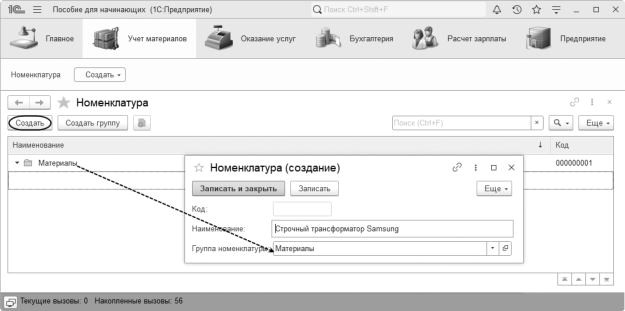 1С Пособие для начинающих (1С:Предприятие) Поиск Ctrl+Shift+F
Главное Учет материалов Оказание услуг Бухгалтерия Расчет зарплаты Предприятие
Номенклатура Создать
Номенклатура
Создать Создать группу Поиск (Ctrl+F) × Еще
Наименование ↓ Код
Материалы 000000001
Номенклатура (создание)
Записать и закрыть Записать Еще
Код:
Наименование: Строчный трансформатор Samsung
Группа номенклатуры: Материалы
Текущие вызовы: 0 Накопленные вызовы: 56